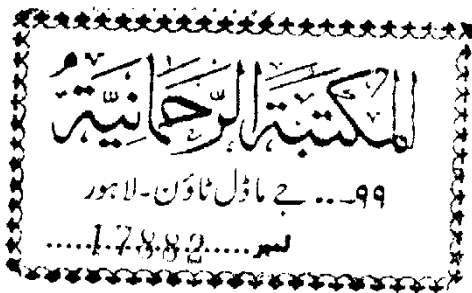 المكتبة الرحمانية
۹۹-... جے ماڈل ٹاؤن - لاہور
نمبر.....17882.....